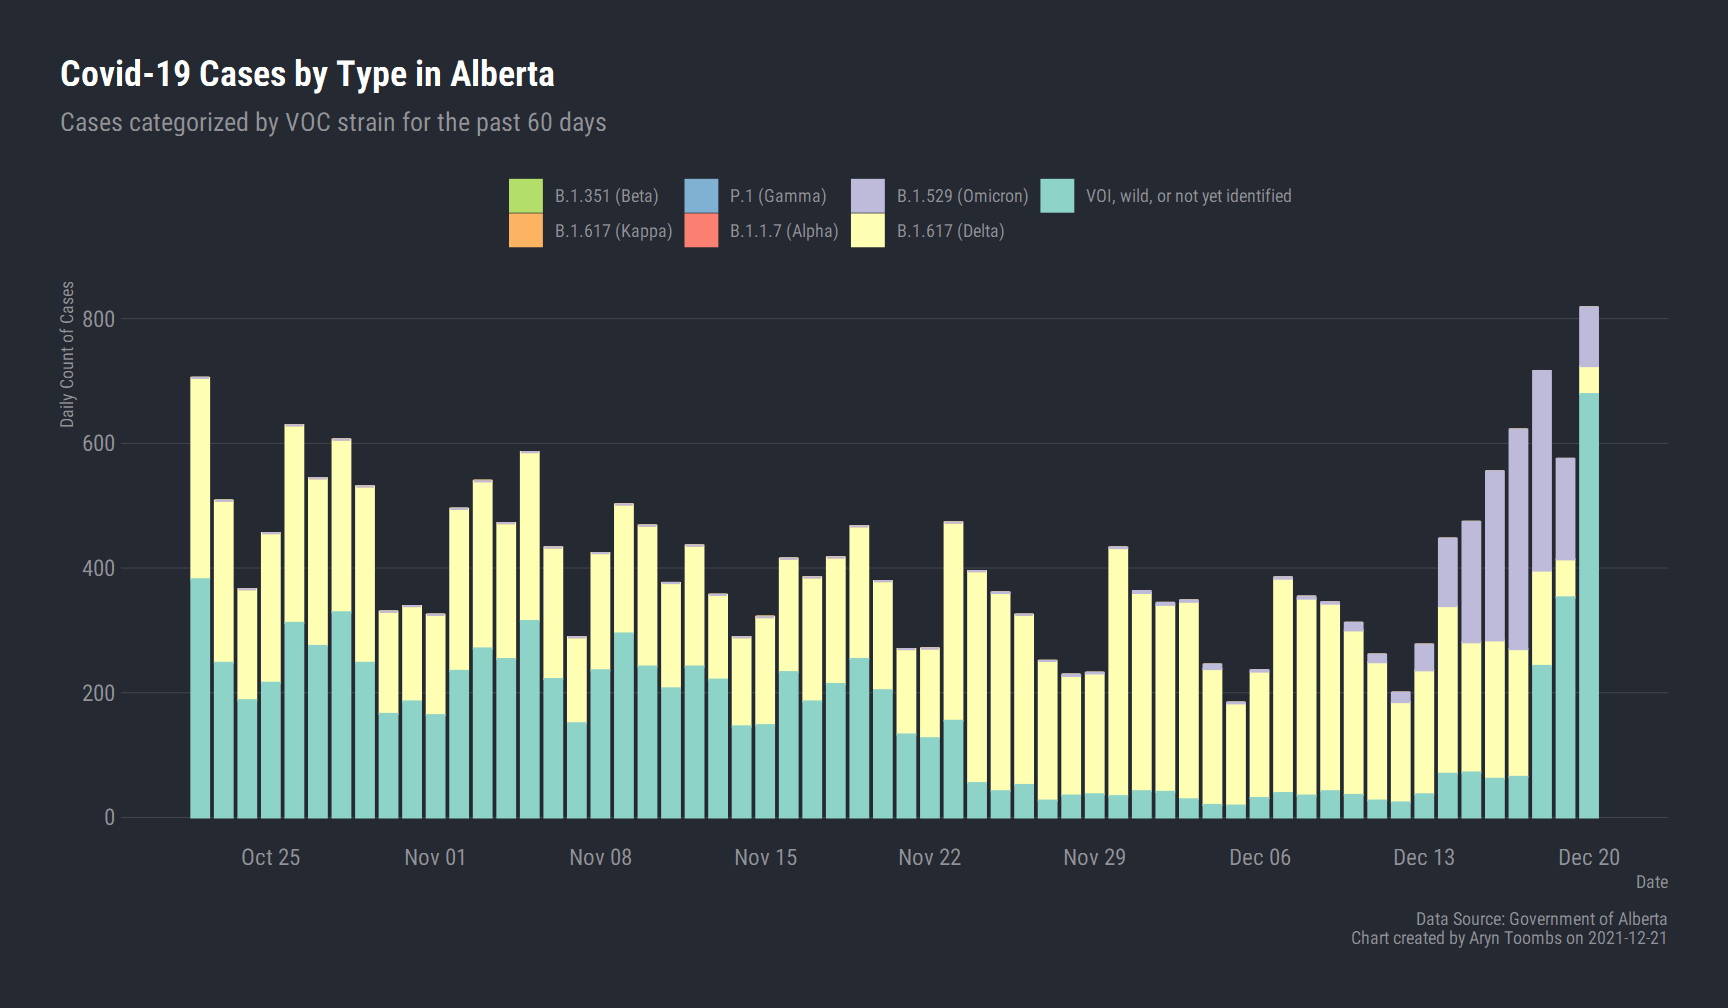 Covid-19 Cases by Type in Alberta
Cases categorized by VOC strain for the past 60 days
B.1.351 (Beta) P.1 (Gamma) B.1.529 (Omicron) VOI, wild, or not yet identified
B.1.617 (Kappa) B.1.1.7 (Alpha) B.1.617 (Delta)
Daily Count of Cases
800
600
400
200
0
Oct 25 Nov 01 Nov 08 Nov 15 Nov 22 Nov 29 Dec 06 Dec 13 Dec 20
Date
Data Source: Government of Alberta
Chart created by Aryn Toombs on 2021-12-21